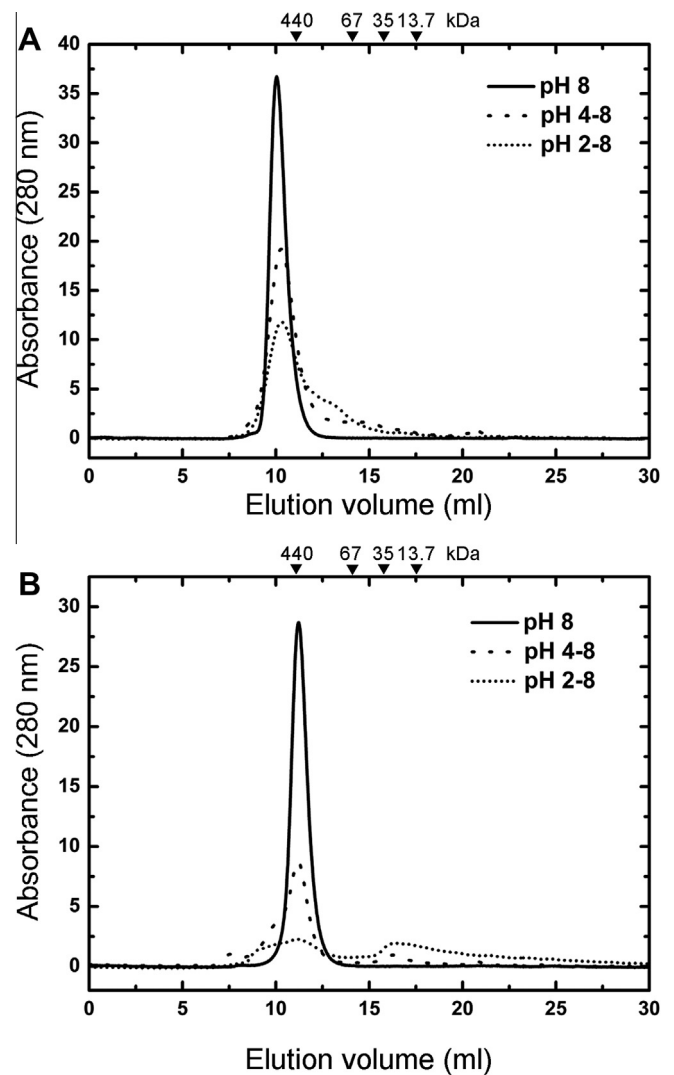 A
440 67 35 13.7 kDa
40
35
30
25
20
15
10
5
0
Absorbance (280 nm)
pH 8
pH 4-8
pH 2-8
0 5 10 15 20 25 30
Elution volume (ml)
B
440 67 35 13.7 kDa
30
25
20
15
10
5
0
Absorbance (280 nm)
pH 8
pH 4-8
pH 2-8
0 5 10 15 20 25 30
Elution volume (ml)